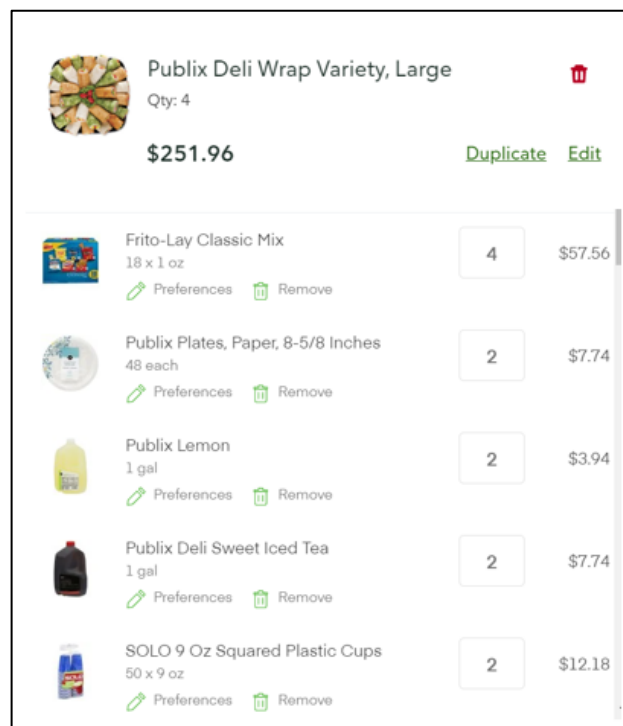 Publix Deli Wrap Variety, Large
Qty: 4
$251.96
Duplicate Edit
Frito-Lay Classic Mix
18 x 1 oz
4 $57.56
Preferences Remove
Publix Plates, Paper, 8-5/8 Inches
48 each
2 $7.74
Preferences Remove
Publix Lemon
1 gal
2 $3.94
Preferences Remove
Publix Deli Sweet Iced Tea
1 gal
2 $7.74
Preferences Remove
SOLO 9 Oz Squared Plastic Cups
50 x 9 oz
2 $12.18
Preferences Remove